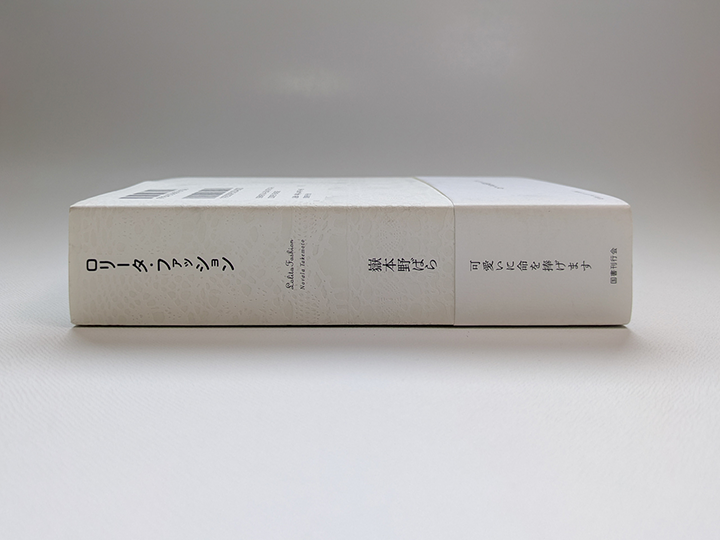 ロリータ・ファッション
Lolita Fashion
Novala Takemoto
嶽本野ばら
可愛いに命を捧げます
国書刊行会